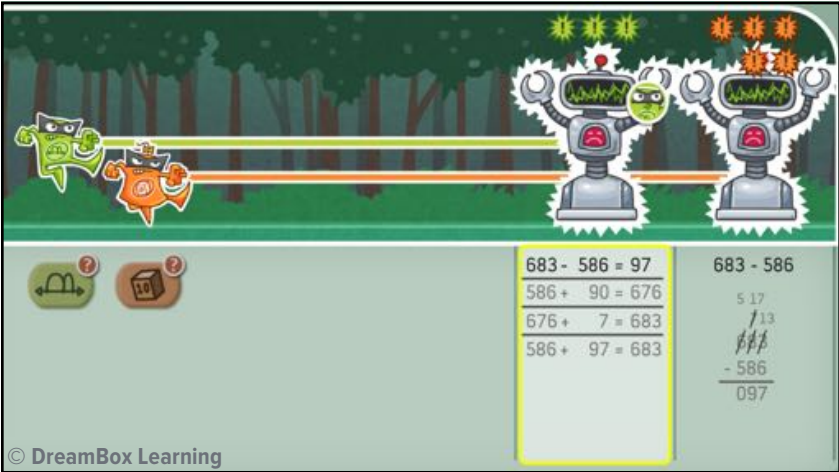 683 - 586 = 97
586 + 90 = 676
676 + 7 = 683
586 + 97 = 683
683 - 586
5 17
13
683
- 586
097
10
? ?
© DreamBox Learning